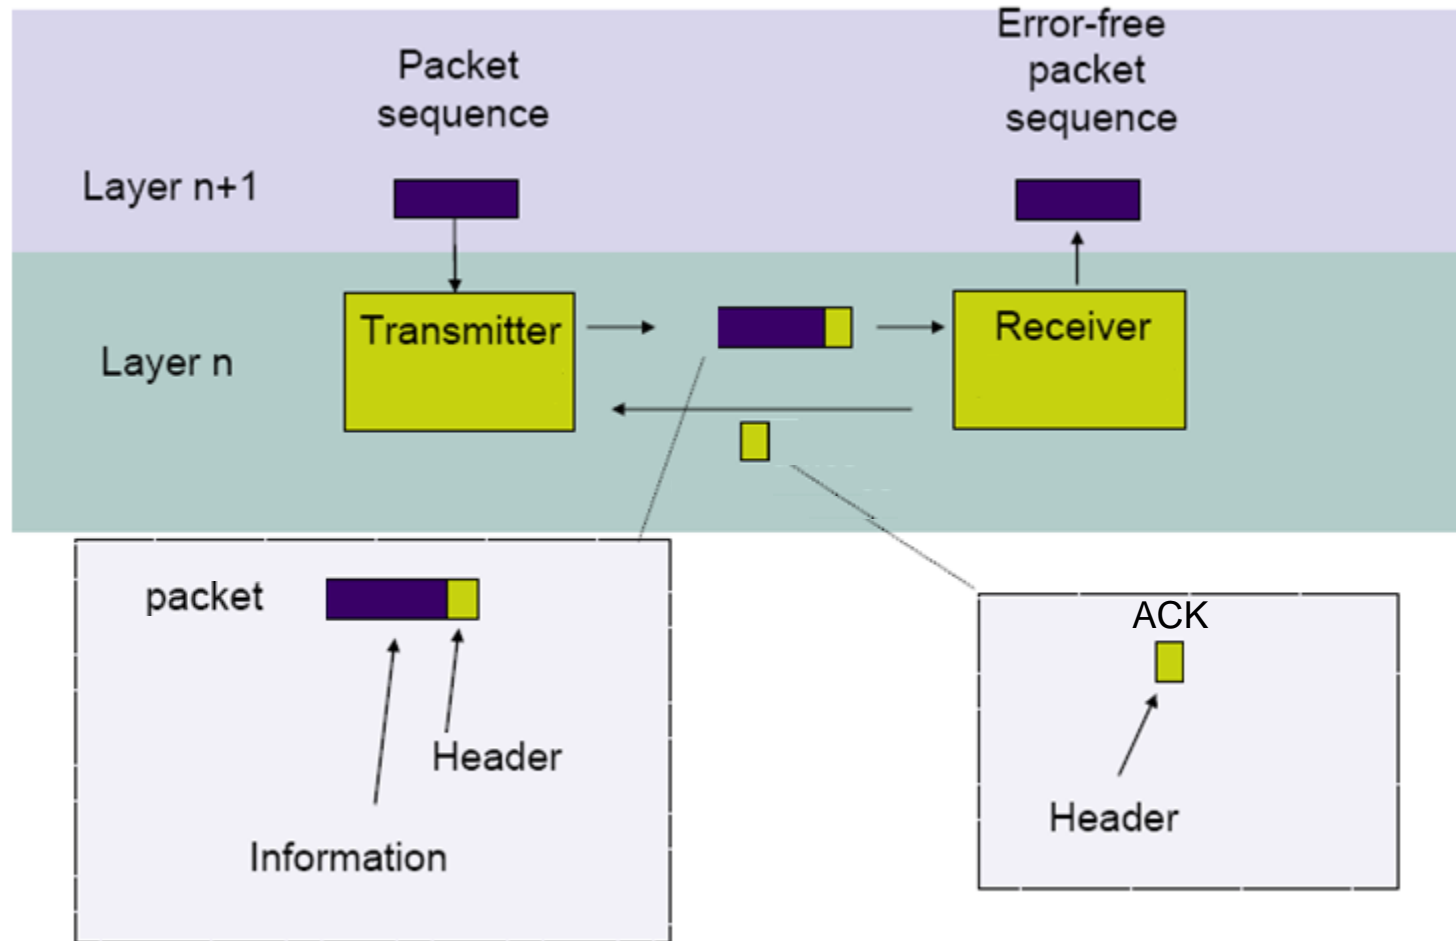 Packet
sequence
Error-free
packet
sequence
Layer n+1
Transmitter
Receiver
Layer n
packet
Header
Information
ACK
Header